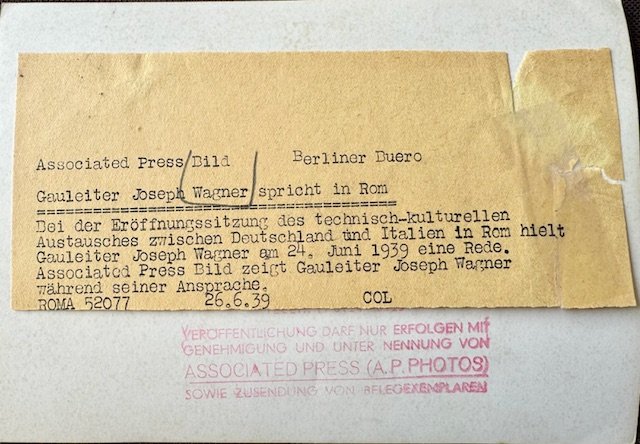 Associated Press Bild Berliner Buero
Gauleiter Joseph Wagner spricht in Rom
======================================
Bei der Eröffnungssitzung des technisch-kulturellen
Austausches zwischen Deutschland und Italien in Rom hielt
Gauleiter Joseph Wagner am 24. Juni 1939 eine Rede.
Associated Press Bild zeigt Gauleiter Joseph Wagner
während seiner Ansprache.
ROMA 52077 26.6.39 COL
VERÖFFENTLICHUNG DARF NUR ERFOLGEN MIT
GENEHMIGUNG UND UNTER NENNUNG VON
ASSOCIATED PRESS (A.P. PHOTOS)
SOWIE ZUSENDUNG VON BELEGEXEMPLAREN